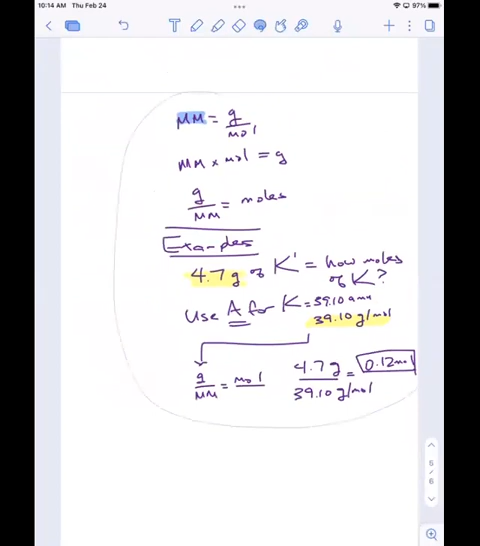 10:14 AM Thu Feb 24
97%
MM = g/mol
MM × mol = g
g/MM = moles
Examples
4.7 g of K' = how moles of K?
Use A for K = 39.10 amu
39.10 g/mol
g/MM = mol
4.7 g / 39.10 g/mol = 0.12 mol
5/6